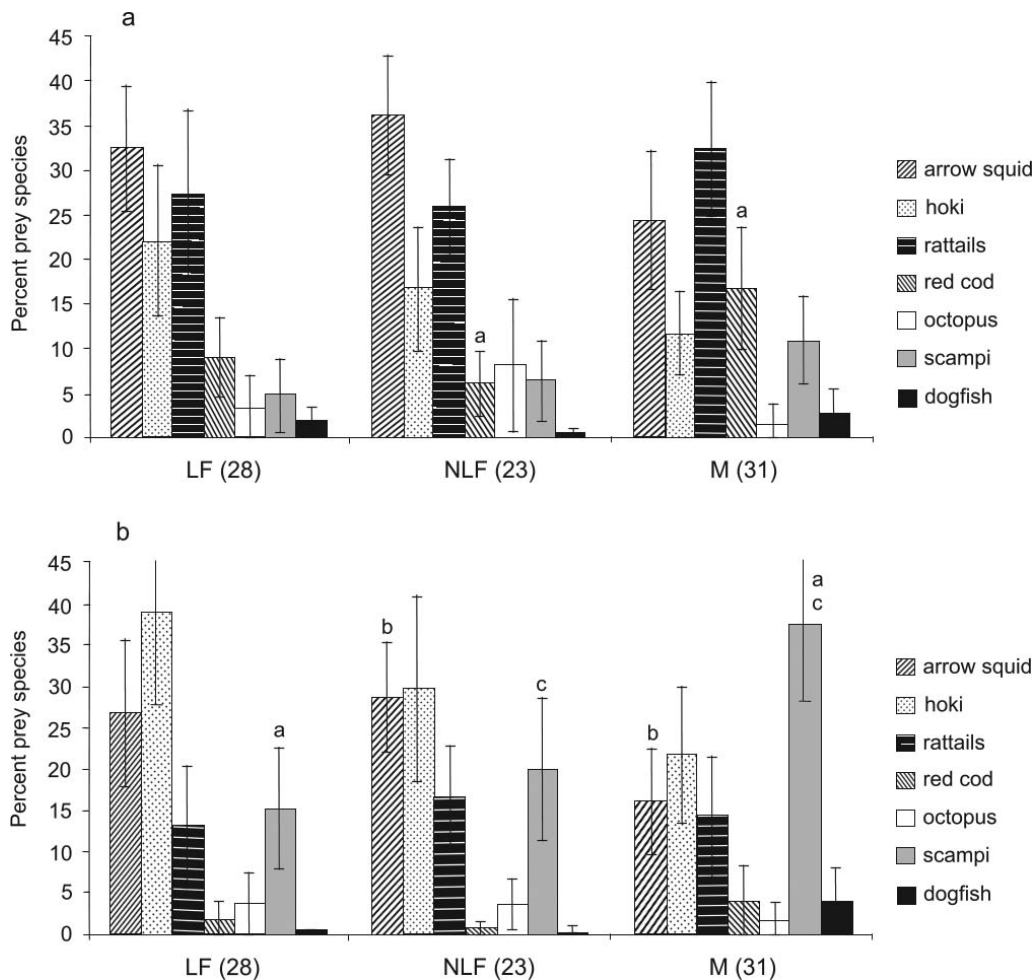 a
45
40
35
30
25
20
15
10
5
0
Percent prey species
a
a
LF (28) NLF (23) M (31)
arrow squid
hoki
rattails
red cod
octopus
scampi
dogfish
b
45
40
35
30
25
20
15
10
5
0
Percent prey species
a
b
c
b
a
c
LF (28) NLF (23) M (31)
arrow squid
hoki
rattails
red cod
octopus
scampi
dogfish